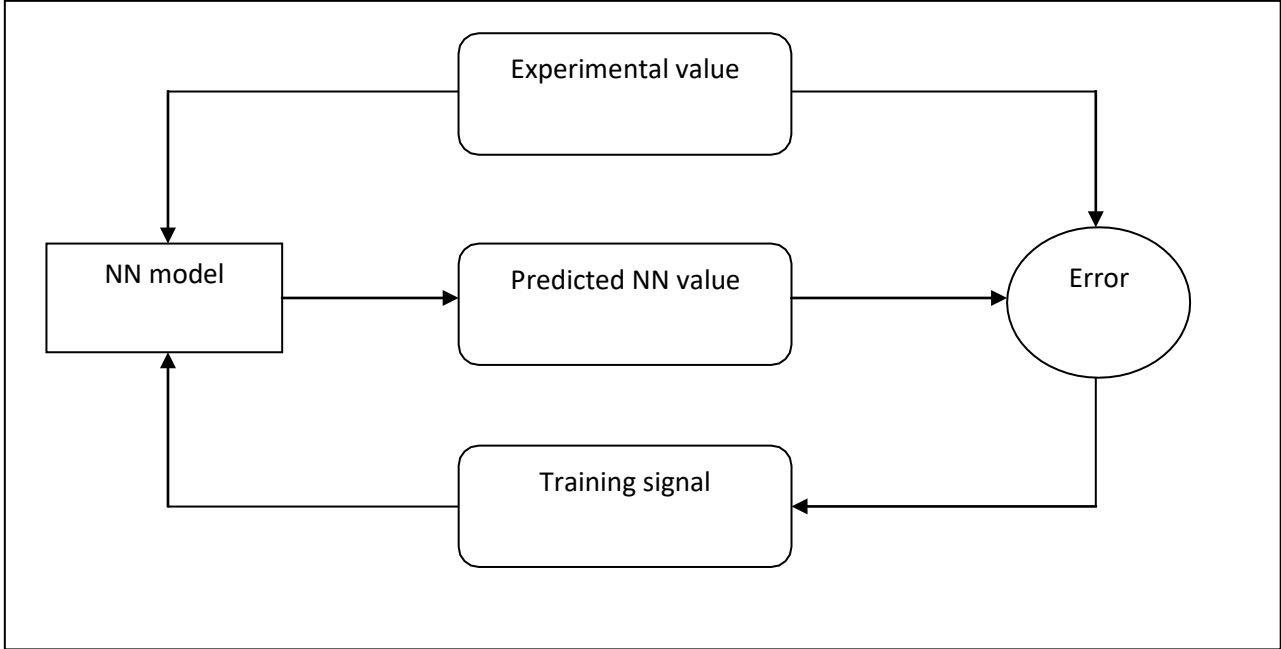 Experimental value
NN model
Predicted NN value
Error
Training signal